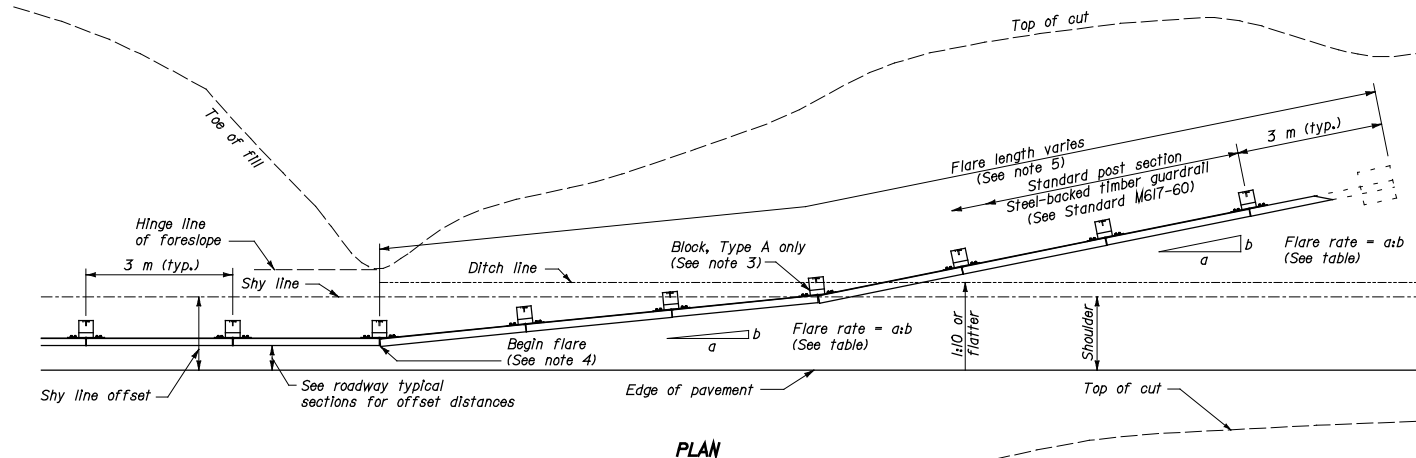 Top of cut
Toe of fill
Flare length varies
(See note 5)
3 m (typ.)
Standard post section
Steel-backed timber guardrail
(See Standard M617-60)
Hinge line
of foreslope
3 m (typ.)
Shy line
Ditch line
Block, Type A only
(See note 3)
b
a
Flare rate = a:b
(See table)
Begin flare
(See note 4)
b
a
Flare rate = a:b
(See table)
1:10 or
flatter
Shoulder
Shy line offset
See roadway typical
sections for offset distances
Edge of pavement
Top of cut
PLAN